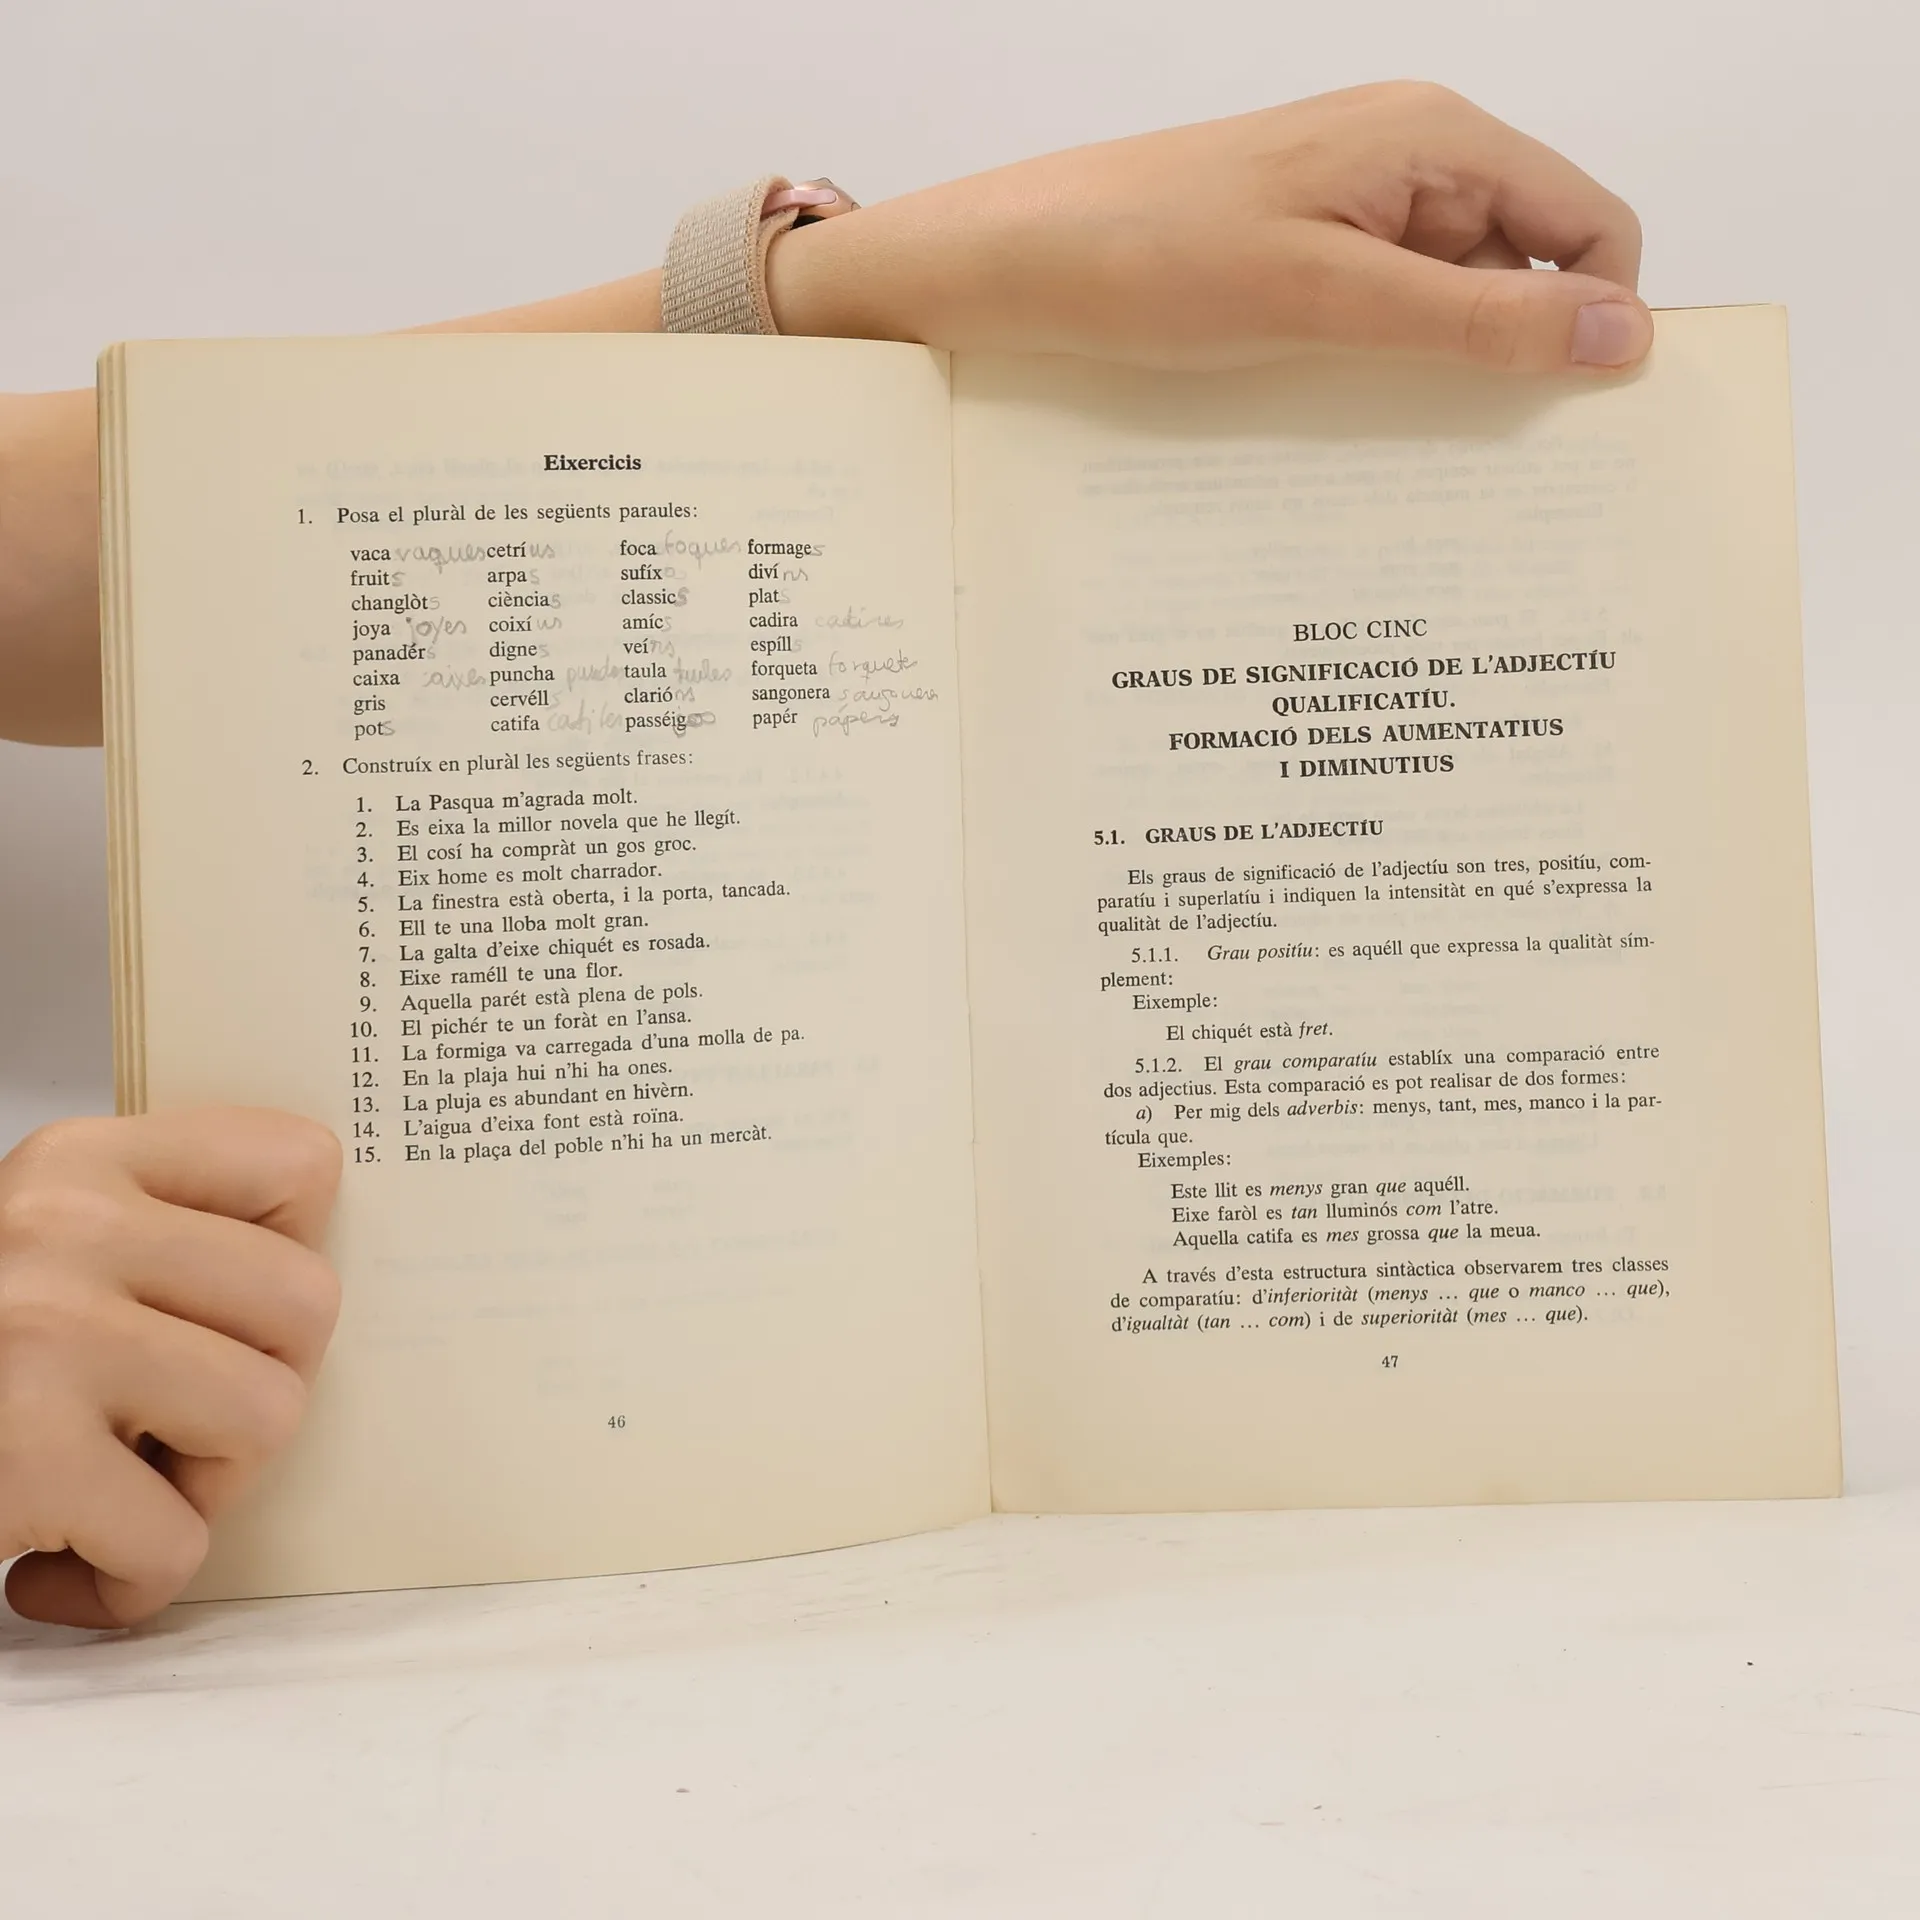 Eixercicis
1. Posa el pluràl de les següents paraules:
vaca vaques cetrí us foca foques formages
fruits arpas sufíxo diví ns
changlòts ciències classics plats
joya joyes coixí us amícs cadira cadires
panadérs dignes veíns espílls
caixa caixes puncha taula taules forqueta forquetes
gris cervélls clarións sangonera sangoneres
pots catifa catifes passéigos papér pápers
2. Construíx en pluràl les següents frases:
1. La Pasqua m'agrada molt.
2. Es eixa la millor novela que he llegít.
3. El cosí ha compràt un gos groc.
4. Eix home es molt charrador.
5. La finestra està oberta, i la porta, tancada.
6. Ell te una lloba molt gran.
7. La galta d'eixe chiquét es rosada.
8. Eixe raméll te una flor.
9. Aquella parét està plena de pols.
10. El pichér te un foràt en l'ansa.
11. La formiga va carregada d'una molla de pa.
12. En la plaja hui n'hi ha ones.
13. La pluja es abundant en hivèrn.
14. L'aigua d'eixa font està roïna.
15. En la plaça del poble n'hi ha un mercàt.
46
BLOC CINC
GRAUS DE SIGNIFICACIÓ DE L'ADJECTÍU
QUALIFICATÍU.
FORMACIÓ DELS AUMENTATIUS
I DIMINUTIUS
5.1. GRAUS DE L'ADJECTÍU
Els graus de significació de l'adjectíu son tres, positíu, com-
paratíu i superlatíu i indiquen la intensitàt en qué s'expressa la
qualitàt de l'adjectíu.
5.1.1. Grau positíu: es aquéll que expressa la qualitàt sím-
plement:
Eixemple:
El chiquét està fret.
5.1.2. El grau comparatíu establíx una comparació entre
dos adjectius. Esta comparació es pot realisar de dos formes:
a) Per mig dels adverbis: menys, tant, mes, manco i la par-
tícula que.
Eixemples:
Este llit es menys gran que aquéll.
Eixe faròl es tan lluminós com l'atre.
Aquella catifa es mes grossa que la meua.
A través d'esta estructura sintàctica observarem tres classes
de comparatíu: d'inferioritàt (menys ... que o manco ... que),
d'igualtàt (tan ... com) i de superioritàt (mes ... que).
47